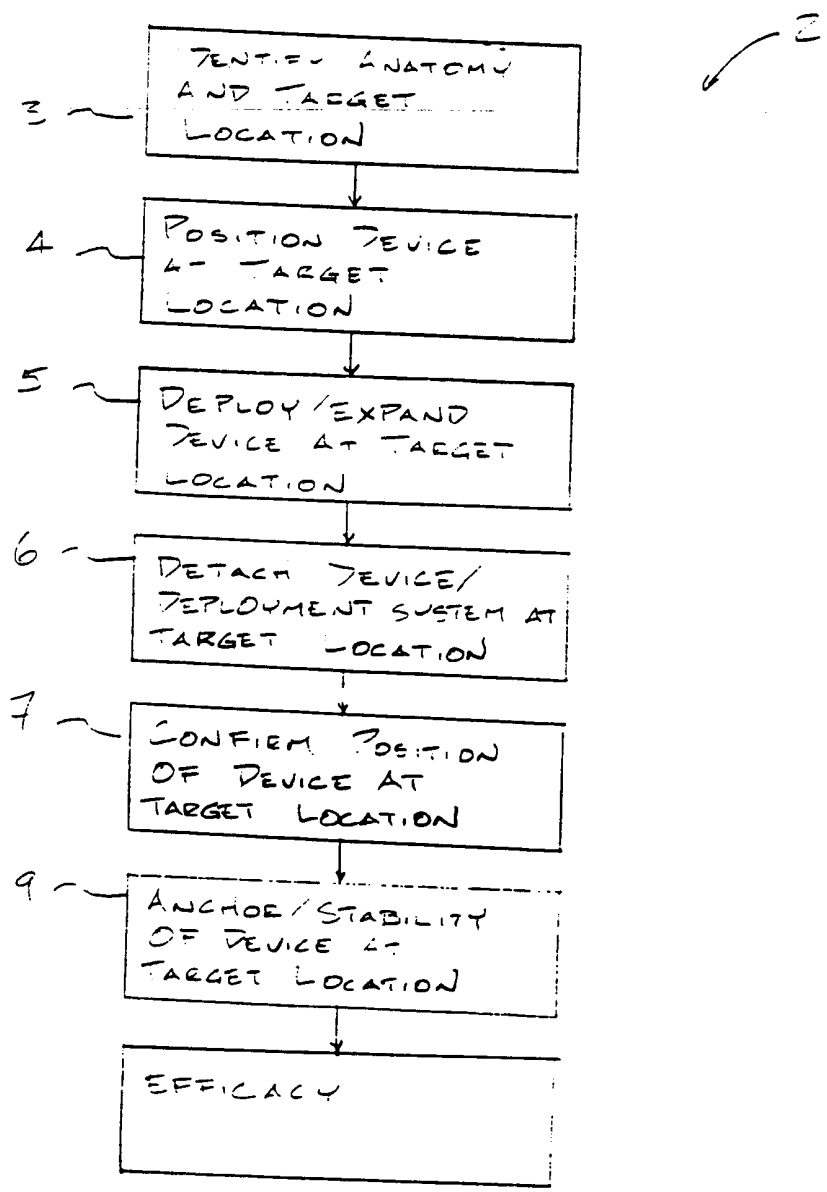 2
3
IDENTIFY ANATOMY
AND TARGET
LOCATION
4
POSITION DEVICE
AT TARGET
LOCATION
5
DEPLOY/EXPAND
DEVICE AT TARGET
LOCATION
6
DETACH DEVICE/
DEPLOYMENT SYSTEM AT
TARGET LOCATION
7
CONFIRM POSITION
OF DEVICE AT
TARGET LOCATION
9
ANCHOR/STABILITY
OF DEVICE AT
TARGET LOCATION
EFFICACY